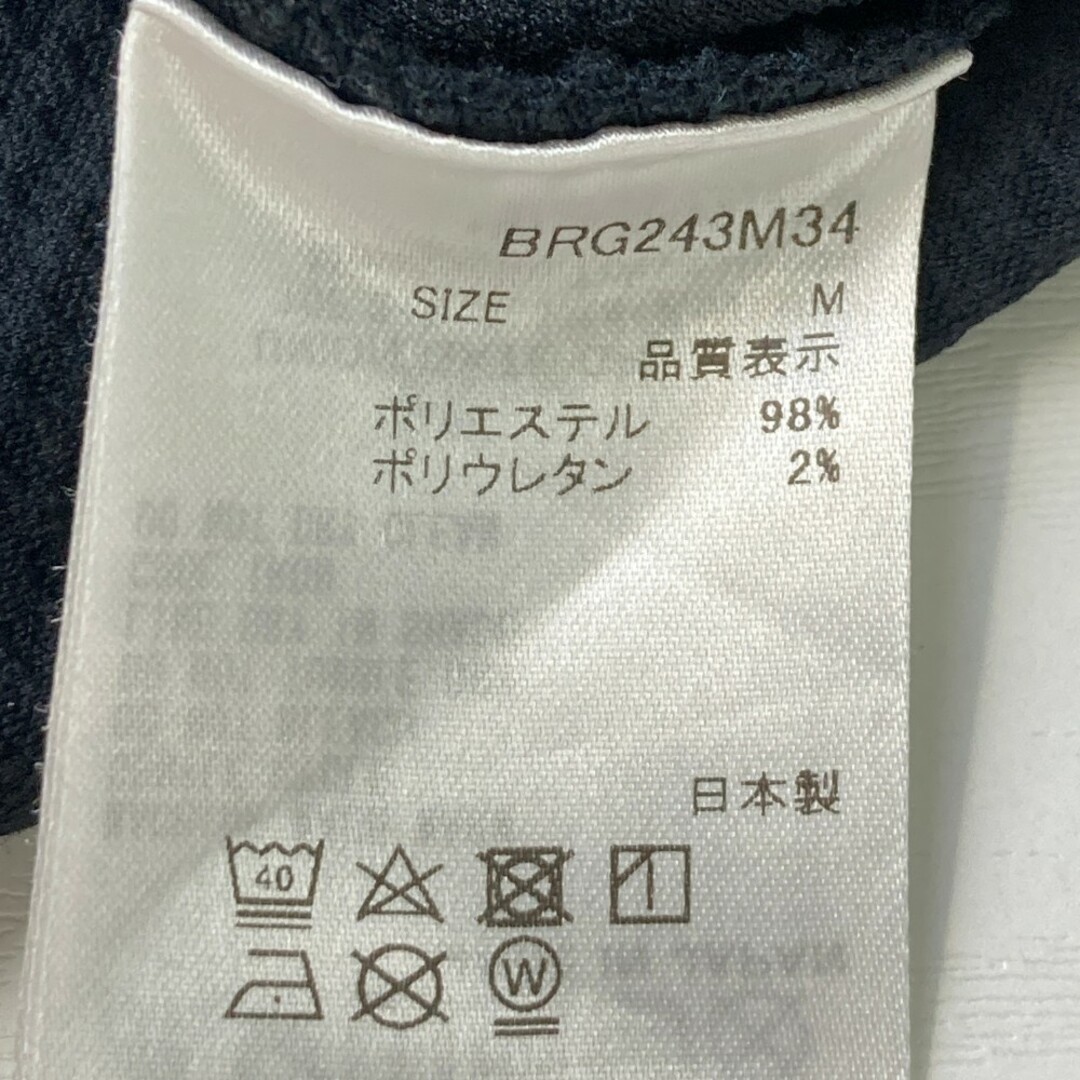 BRG243M34
SIZE M
品質表示
ポリエステル 98%
ポリウレタン 2%
日本製
40
W